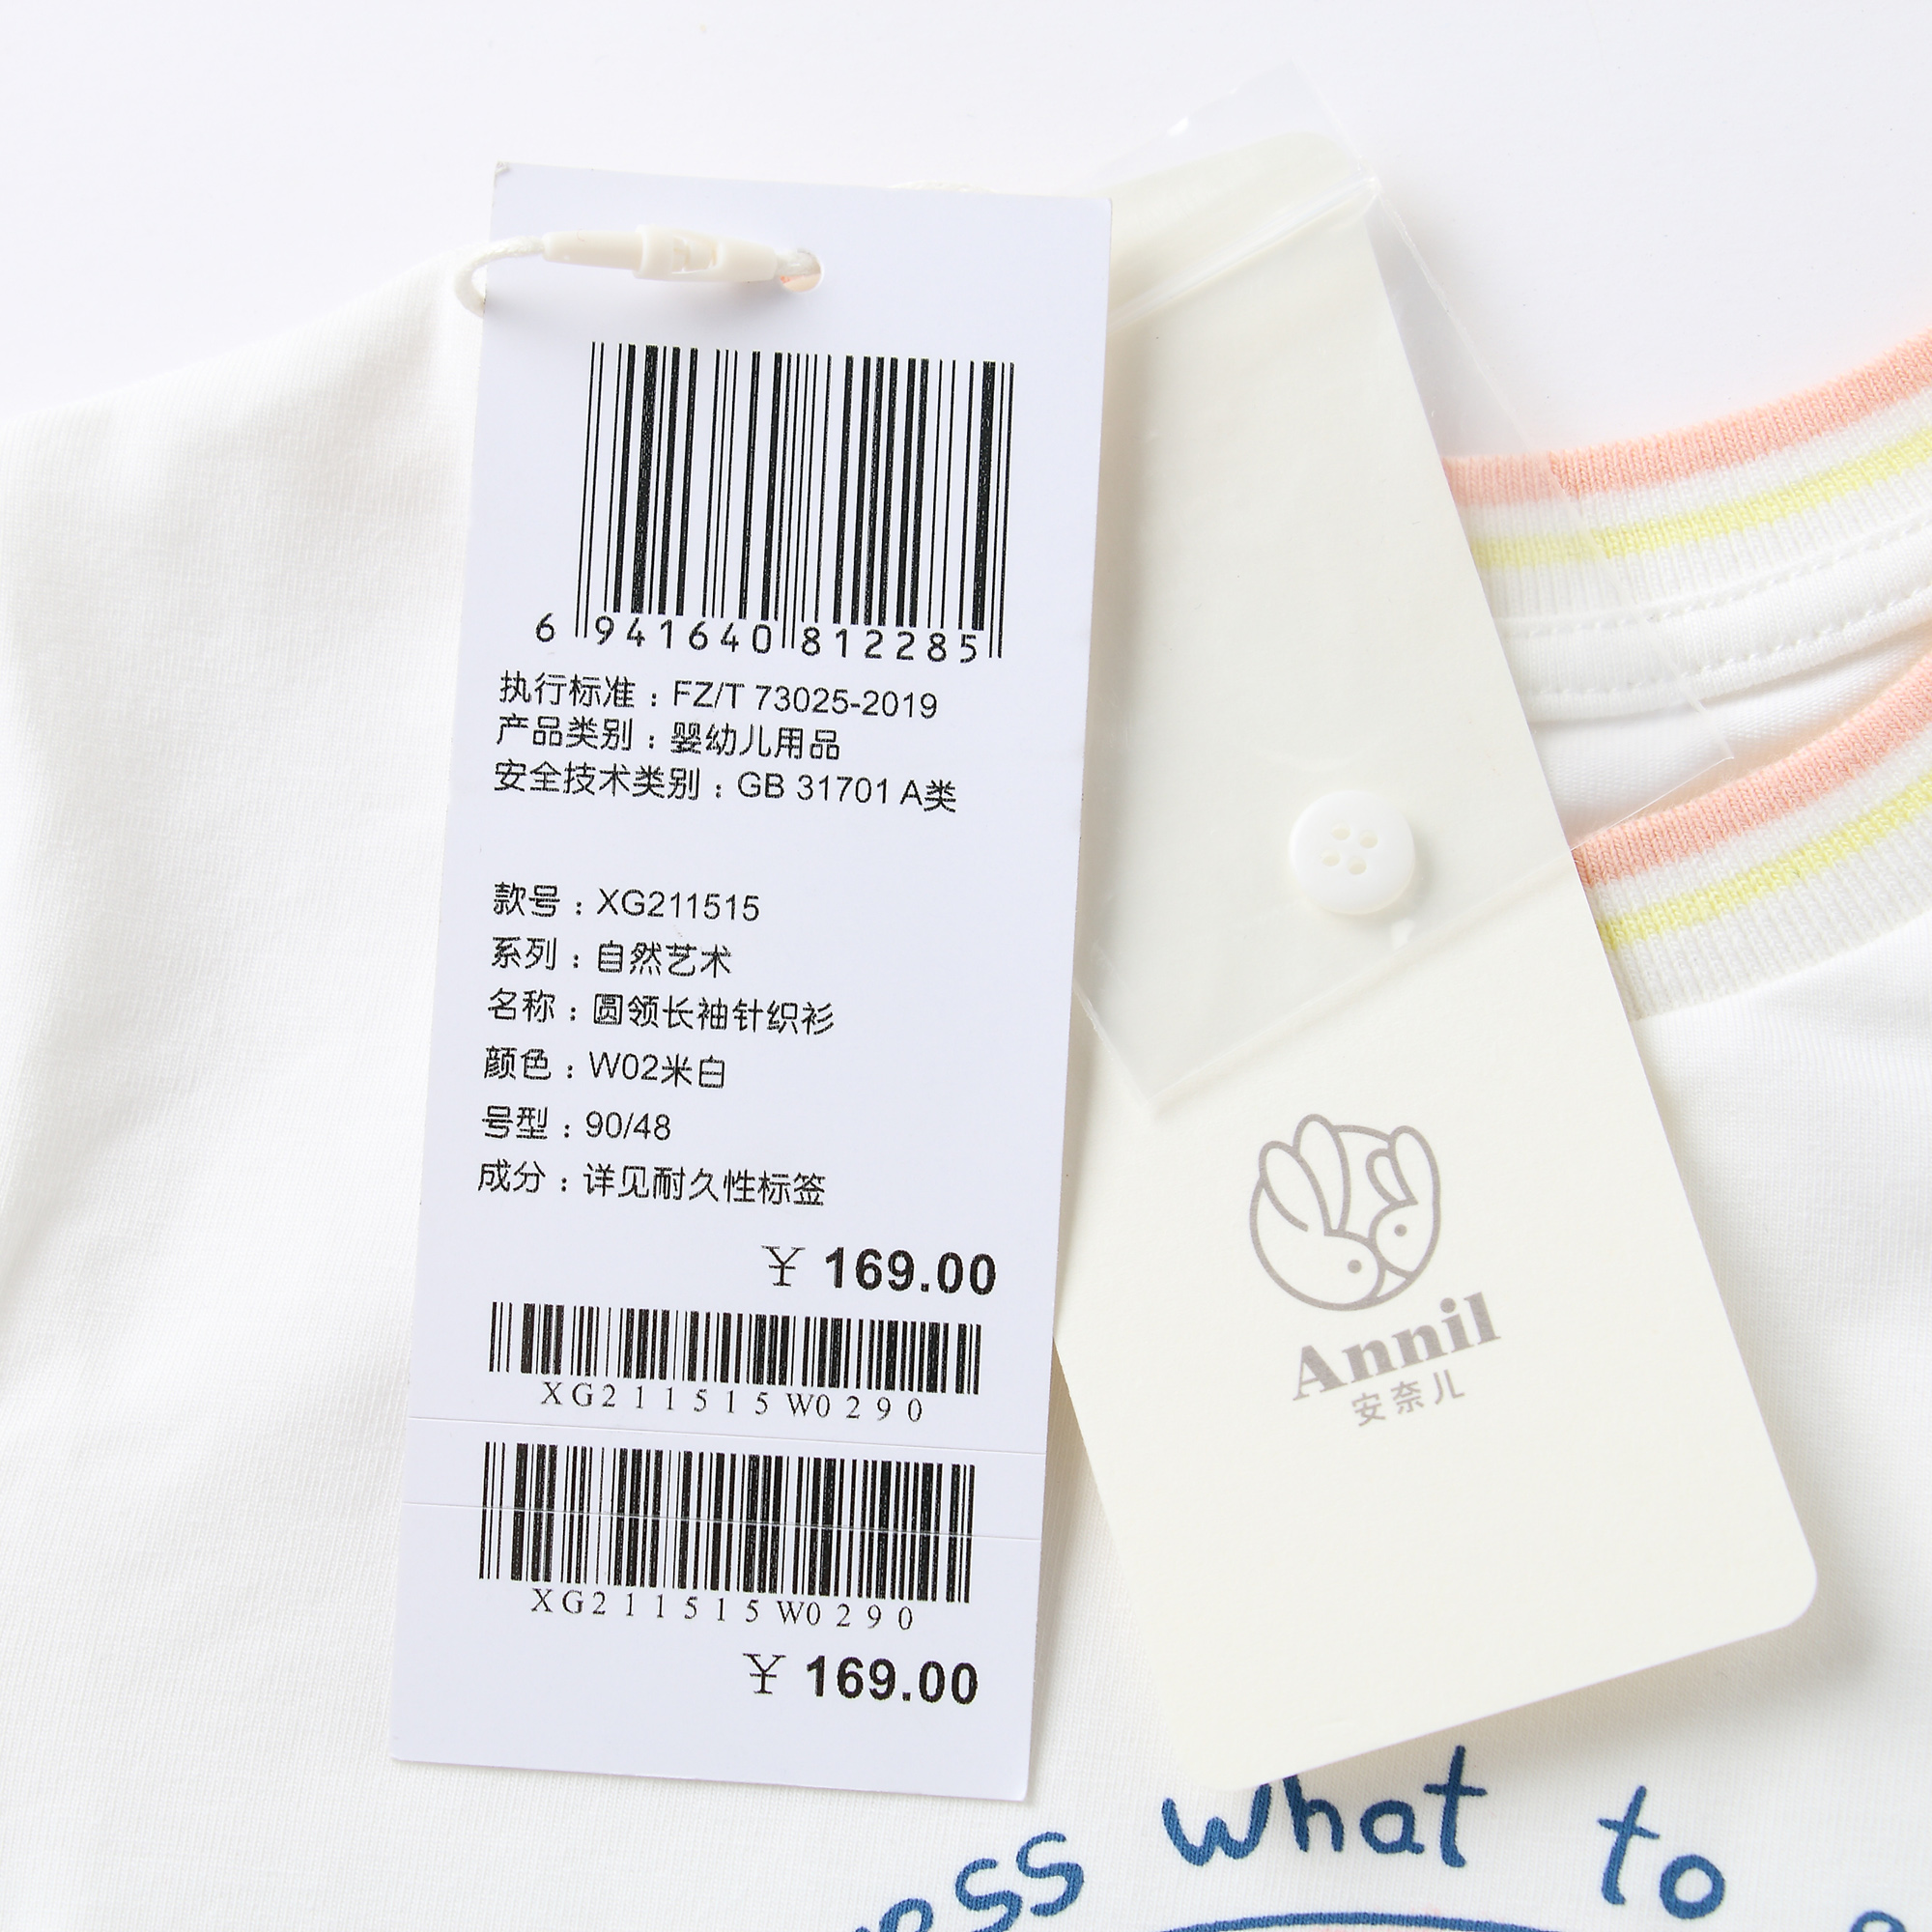 6 941640 812285
执行标准：FZ/T 73025-2019
产品类别：婴幼儿用品
安全技术类别：GB 31701 A类
款号：XG211515
系列：自然艺术
名称：圆领长袖针织衫
颜色：W02米白
号型：90/48
成分：详见耐久性标签
¥ 169.00
XG211515W0290
XG211515W0290
¥ 169.00
Annil
安奈儿
what to